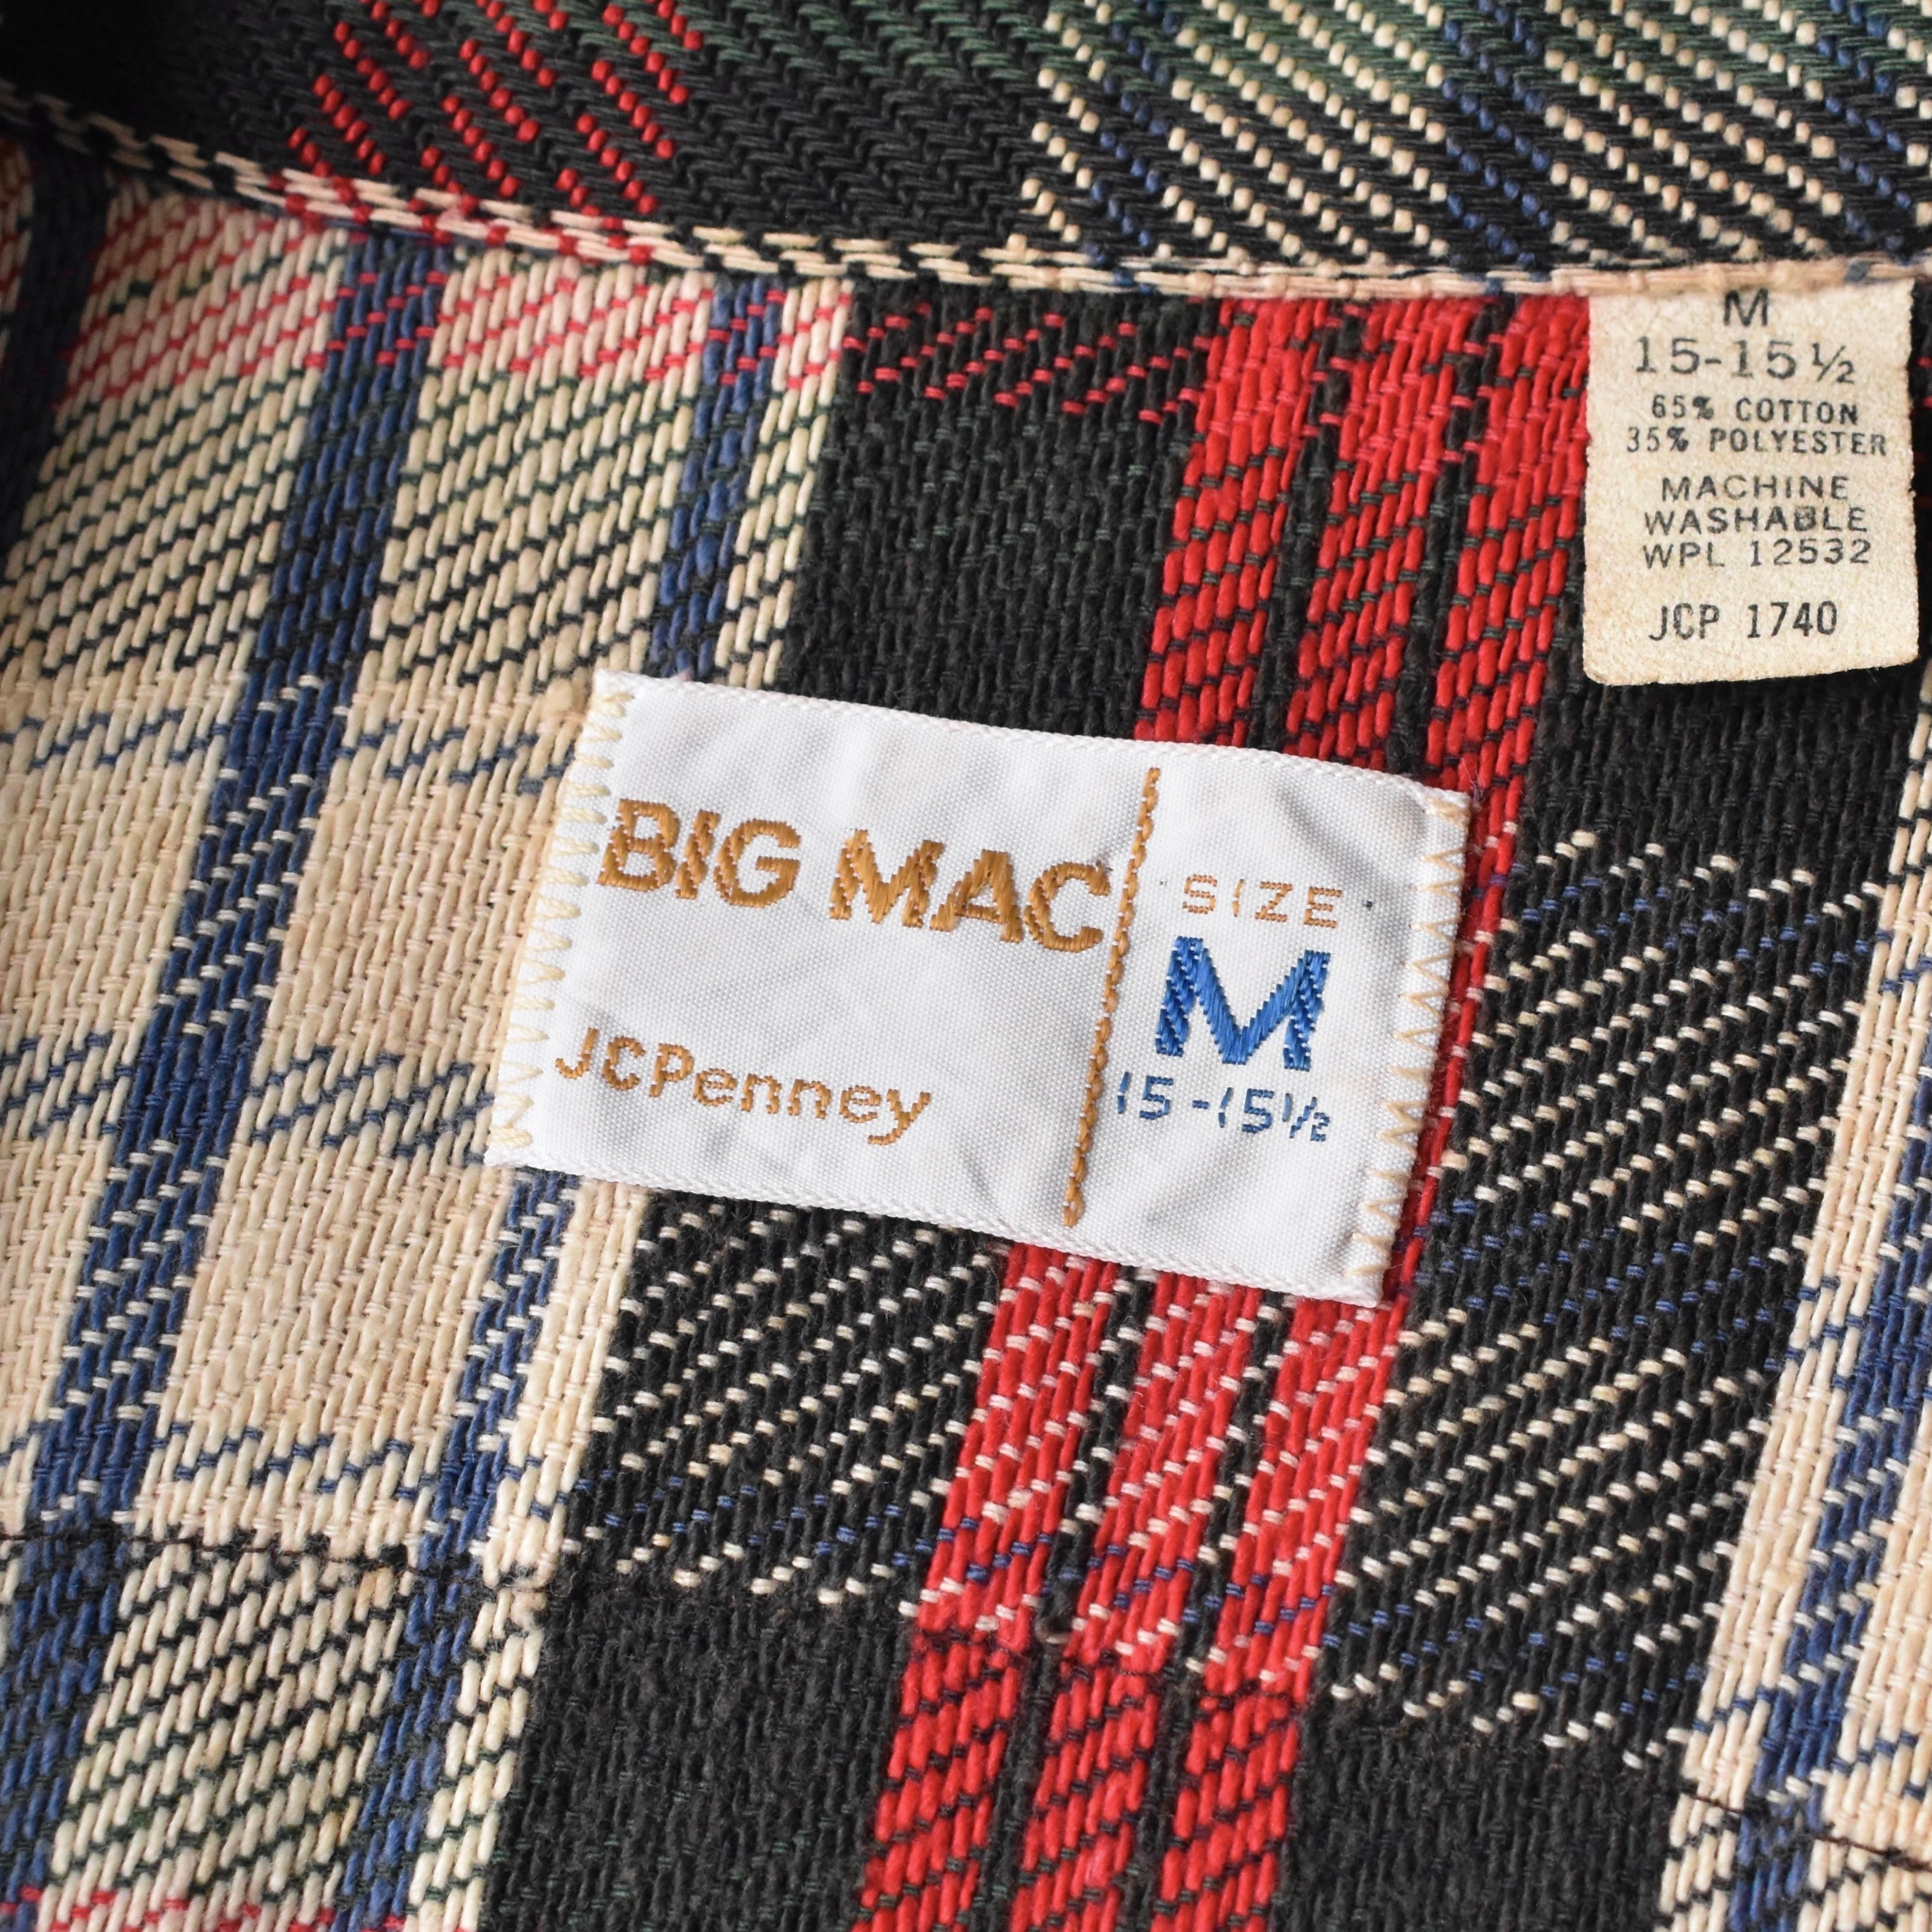 M
15-15½
65% COTTON
35% POLYESTER
MACHINE
WASHABLE
WPL 12532
JCP 1740
BIG MAC
JCPenney
SIZE
M
15-15½